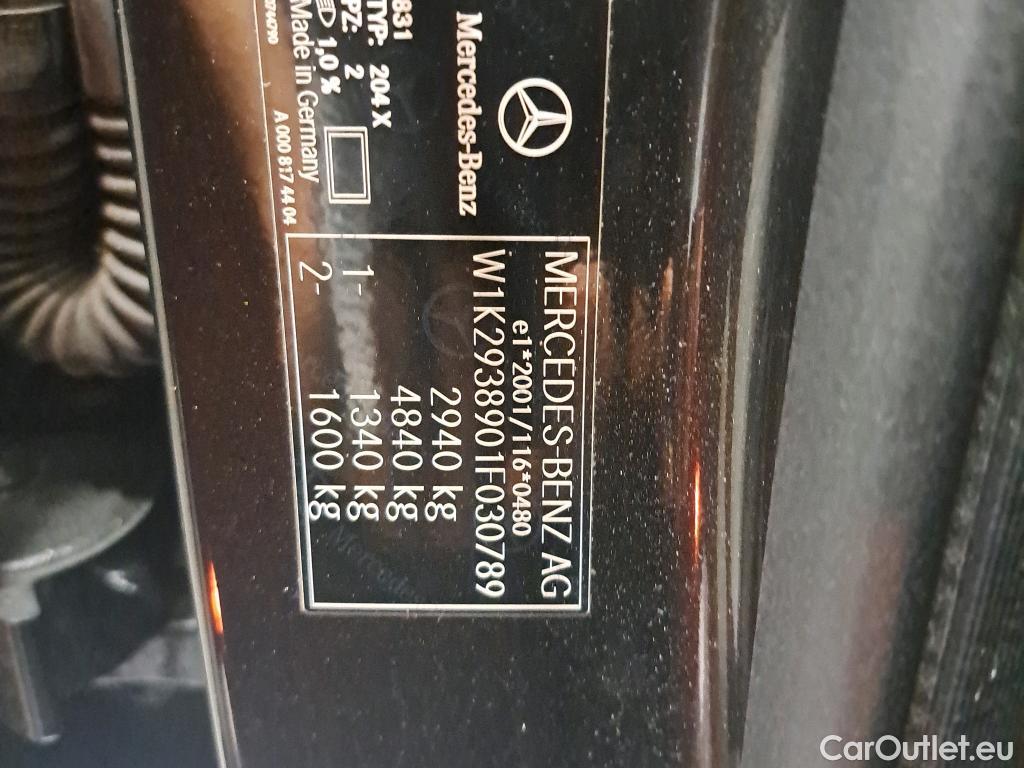 Mercedes-Benz
831
TYP: 204 X
PZ: 2
1,0 %
Made in Germany
A 000 817 44 04
MERCEDES-BENZ AG
e1*2001/116*0480
W1K2938901F030789
2940 kg
4840 kg
1- 1340 kg
2- 1600 kg
CarOutlet.eu